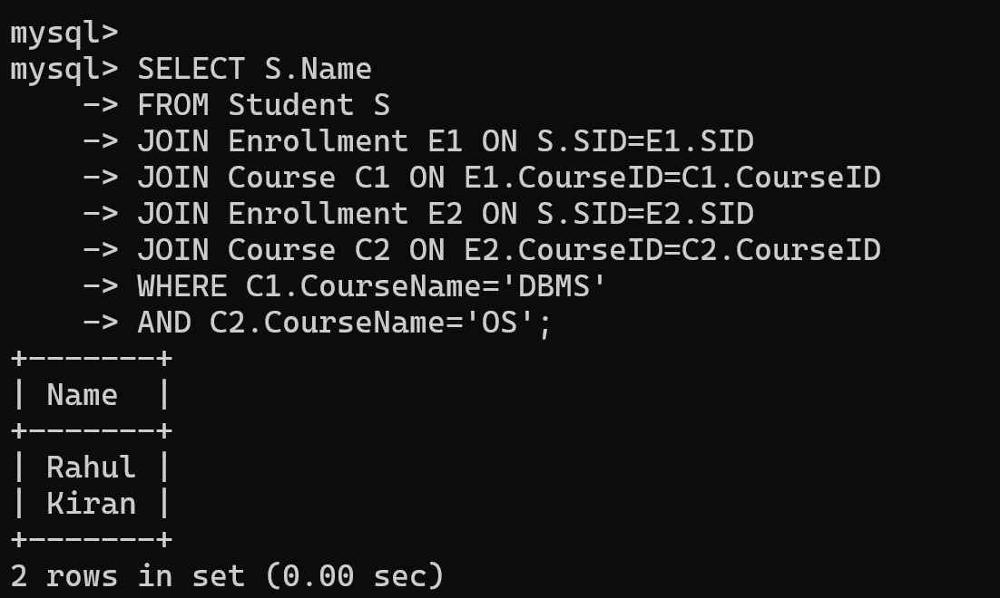 mysql>
mysql> SELECT S.Name
    -> FROM Student S
    -> JOIN Enrollment E1 ON S.SID=E1.SID
    -> JOIN Course C1 ON E1.CourseID=C1.CourseID
    -> JOIN Enrollment E2 ON S.SID=E2.SID
    -> JOIN Course C2 ON E2.CourseID=C2.CourseID
    -> WHERE C1.CourseName='DBMS'
    -> AND C2.CourseName='OS';
+-------+
| Name  |
+-------+
| Rahul |
| Kiran |
+-------+
2 rows in set (0.00 sec)